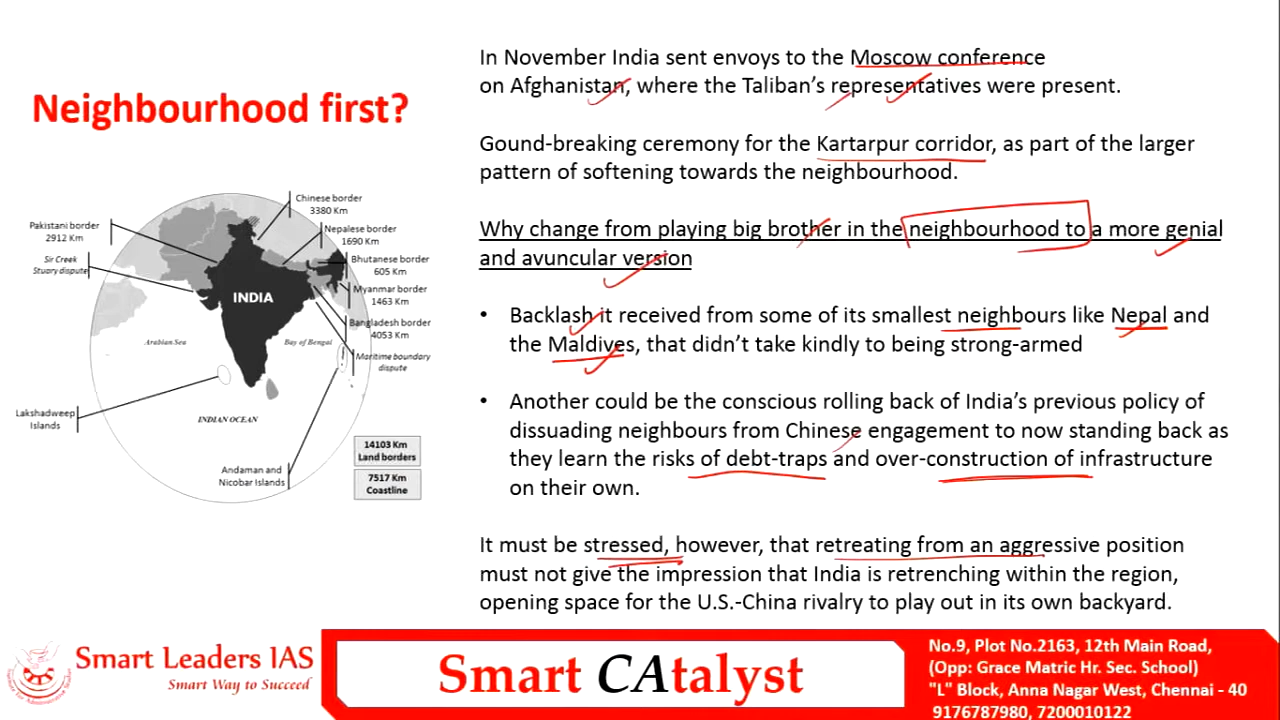 Neighbourhood first?
In November India sent envoys to the Moscow conference
on Afghanistan, where the Taliban's representatives were present.
Gound-breaking ceremony for the Kartarpur corridor, as part of the larger
pattern of softening towards the neighbourhood.
Why change from playing big brother in the neighbourhood to a more genial
and avuncular version
• Backlash it received from some of its smallest neighbours like Nepal and
the Maldives, that didn't take kindly to being strong-armed
• Another could be the conscious rolling back of India's previous policy of
dissuading neighbours from Chinese engagement to now standing back as
they learn the risks of debt-traps and over-construction of infrastructure
on their own.
It must be stressed, however, that retreating from an aggressive position
must not give the impression that India is retrenching within the region,
opening space for the U.S.-China rivalry to play out in its own backyard.
Chinese border
3380 Km
Pakistani border
2912 Km
Nepalese border
1690 Km
Sir Creek
Stuary dispute
Bhutanese border
605 Km
Myanmar border
1463 Km
INDIA
Bangladesh border
4053 Km
Arabian Sea
Bay of Bengal
Maritime boundary
dispute
Lakshadweep
Islands
INDIAN OCEAN
14103 Km
Land borders
Andaman and
Nicobar Islands
7517 Km
Coastline
Smart Leaders IAS
Smart Way to Succeed
Smart CAtalyst
No.9, Plot No.2163, 12th Main Road,
(Opp: Grace Matric Hr. Sec. School)
"L" Block, Anna Nagar West, Chennai - 40
9176787980, 7200010122